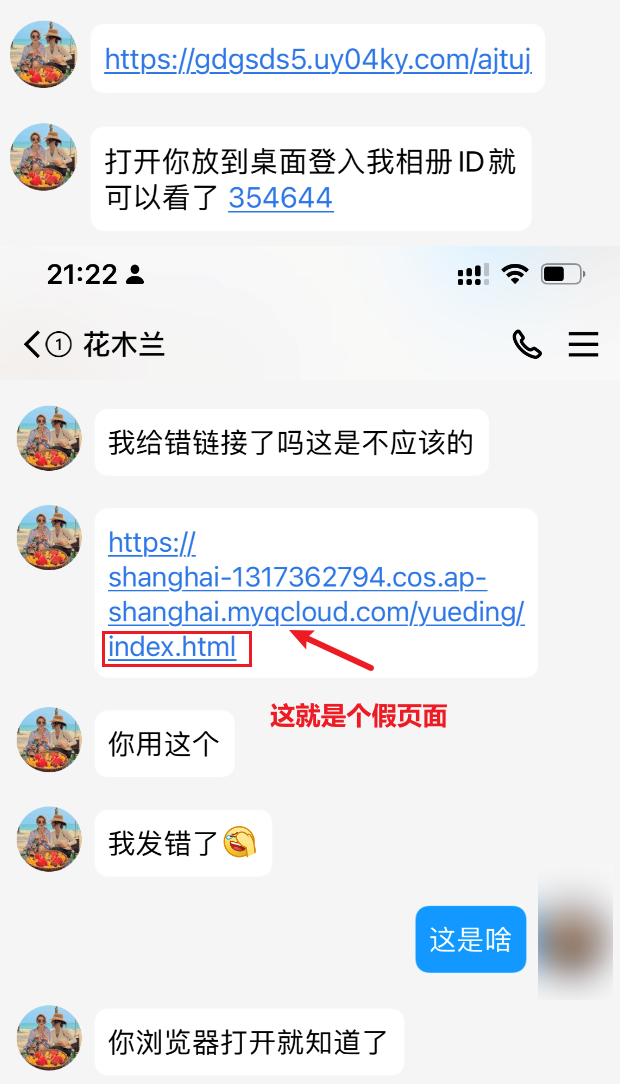 https://gdgsds5.uy04ky.com/ajtuj
打开你放到桌面登入我相册ID就
可以看了 354644
21:22
1 花木兰
我给错链接了吗这是不应该的
https://
shanghai-1317362794.cos.ap-
shanghai.myqcloud.com/yueding/
index.html
这就是个假页面
你用这个
我发错了
这是啥
你浏览器打开就知道了